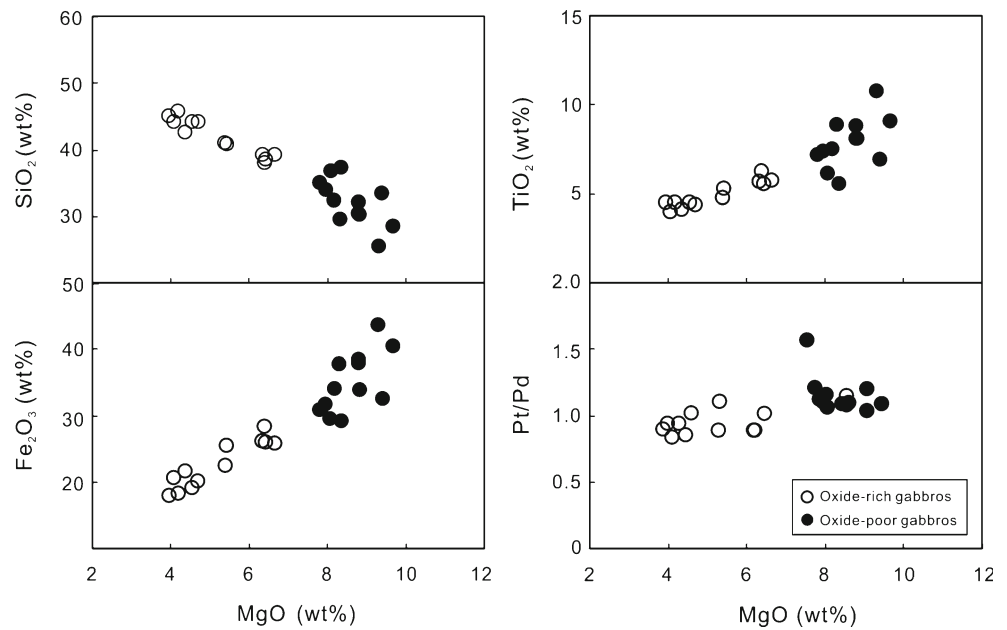 60
50
40
30
SiO₂ (wt%)
15
10
5
TiO₂ (wt%)
50
40
30
20
Fe₂O₃ (wt%)
2 4 6 8 10 12
MgO (wt%)
2.0
1.5
1.0
0.5
0
Pt/Pd
Oxide-rich gabbros
Oxide-poor gabbros
2 4 6 8 10 12
MgO (wt%)